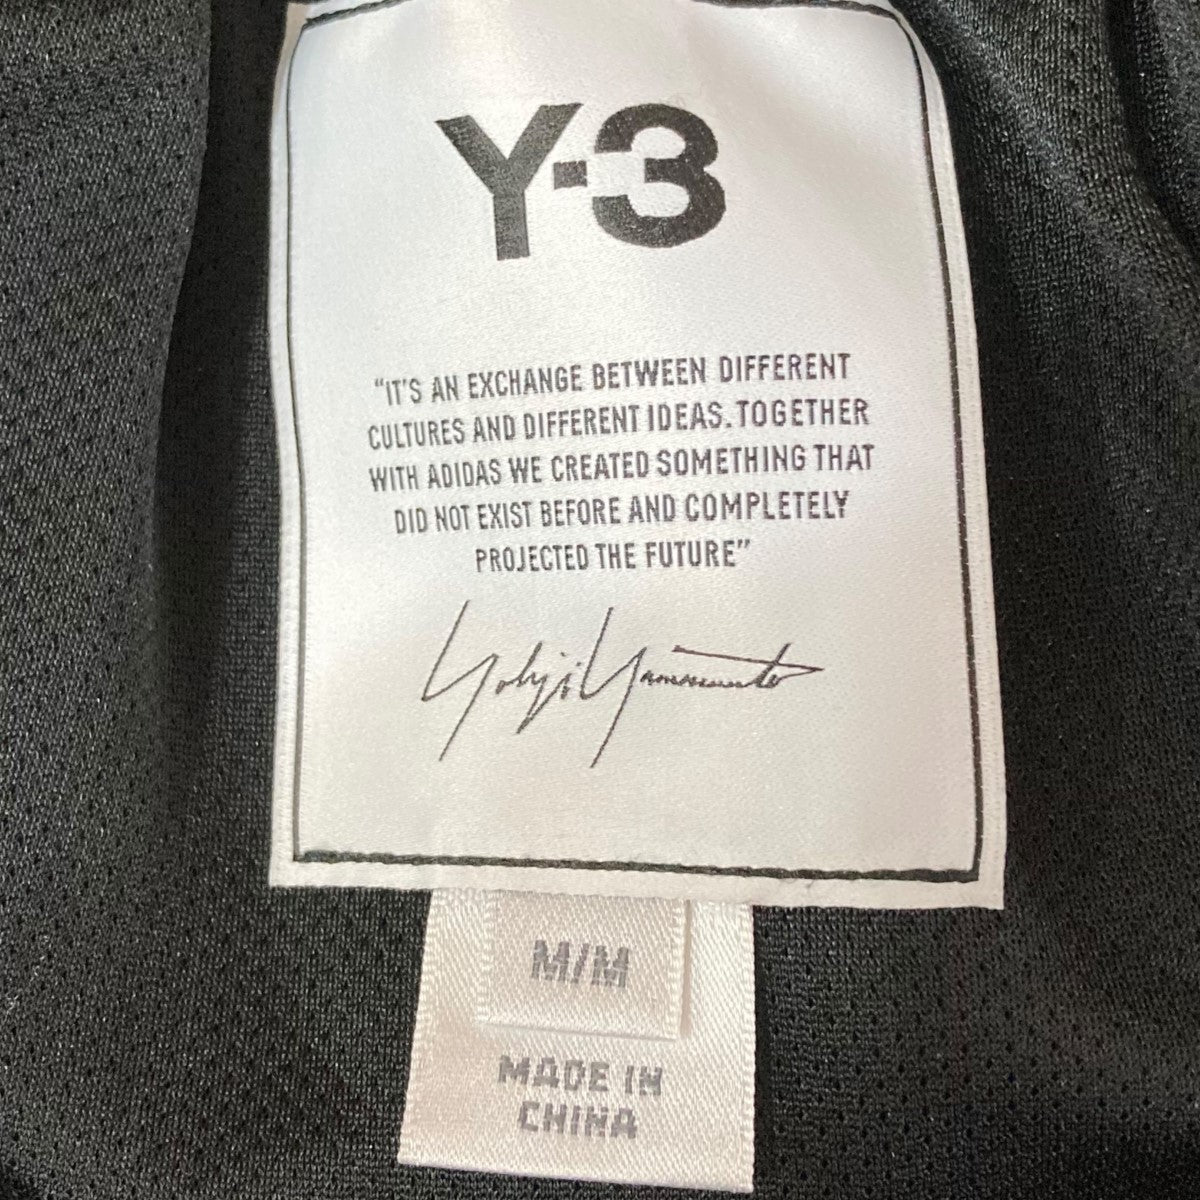 Y-3
“IT'S AN EXCHANGE BETWEEN DIFFERENT
CULTURES AND DIFFERENT IDEAS. TOGETHER
WITH ADIDAS WE CREATED SOMETHING THAT
DID NOT EXIST BEFORE AND COMPLETELY
PROJECTED THE FUTURE”
Yohji Yamamoto
M/M
MADE IN
CHINA